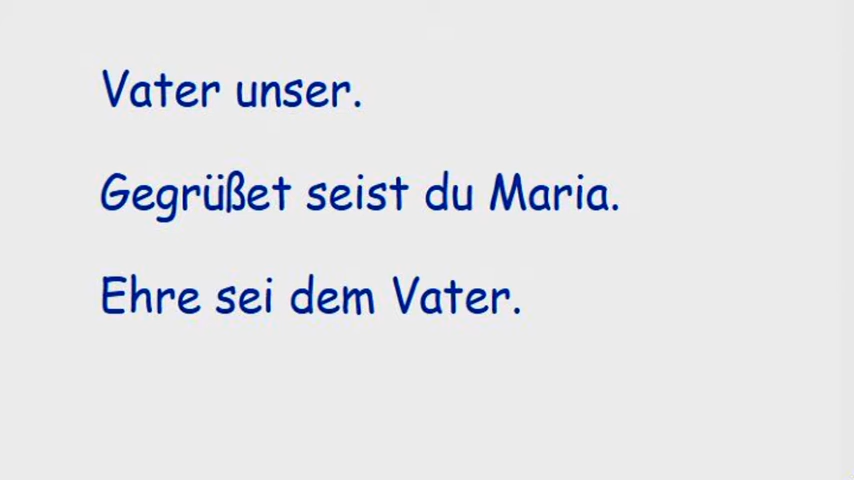 Vater unser.
Gegrüßet seist du Maria.
Ehre sei dem Vater.